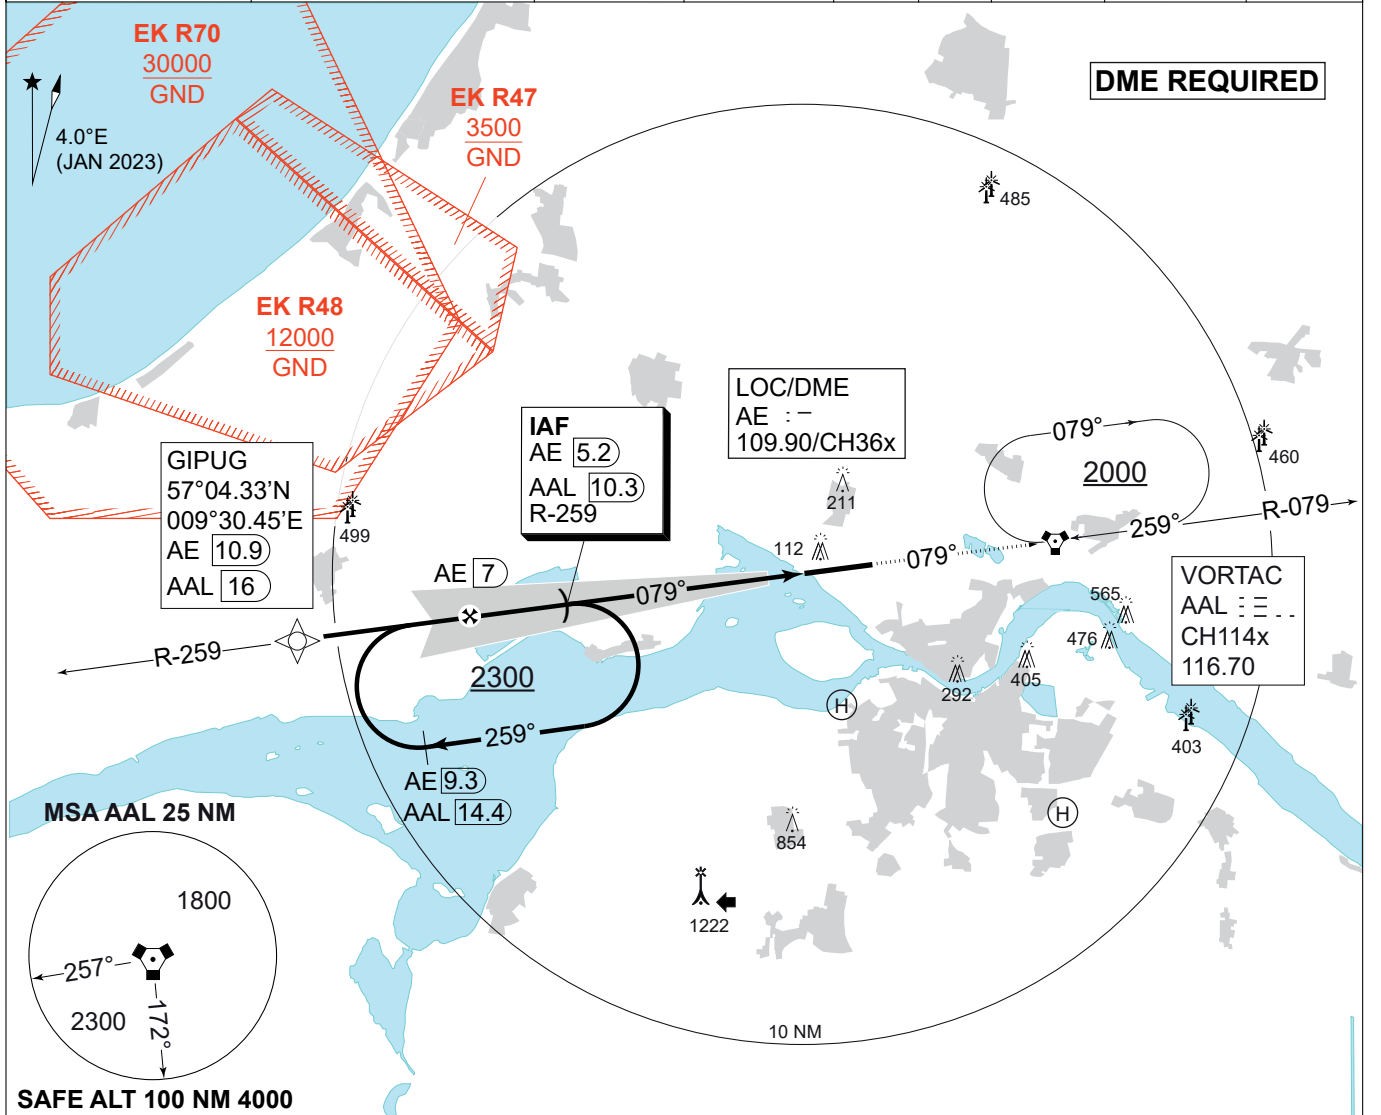 EK R70
30000
GND
EK R47
3500
GND
DME REQUIRED
4.0°E
(JAN 2023)
485
EK R48
12000
GND
LOC/DME
AE
109.90/CH36x
IAF
AE 5.2
AAL 10.3
R-259
079°
2000
460
GIPUG
57°04.33'N
009°30.45'E
AE 10.9
AAL 16
499
211
259°
R-079
112
079°
AE 7
079°
VORTAC
AAL
CH114x
116.70
565
476
R-259
2300
405
292
259°
403
AE 9.3
AAL 14.4
MSA AAL 25 NM
854
1800
1222
257°
2300
172°
10 NM
SAFE ALT 100 NM 4000
H
H